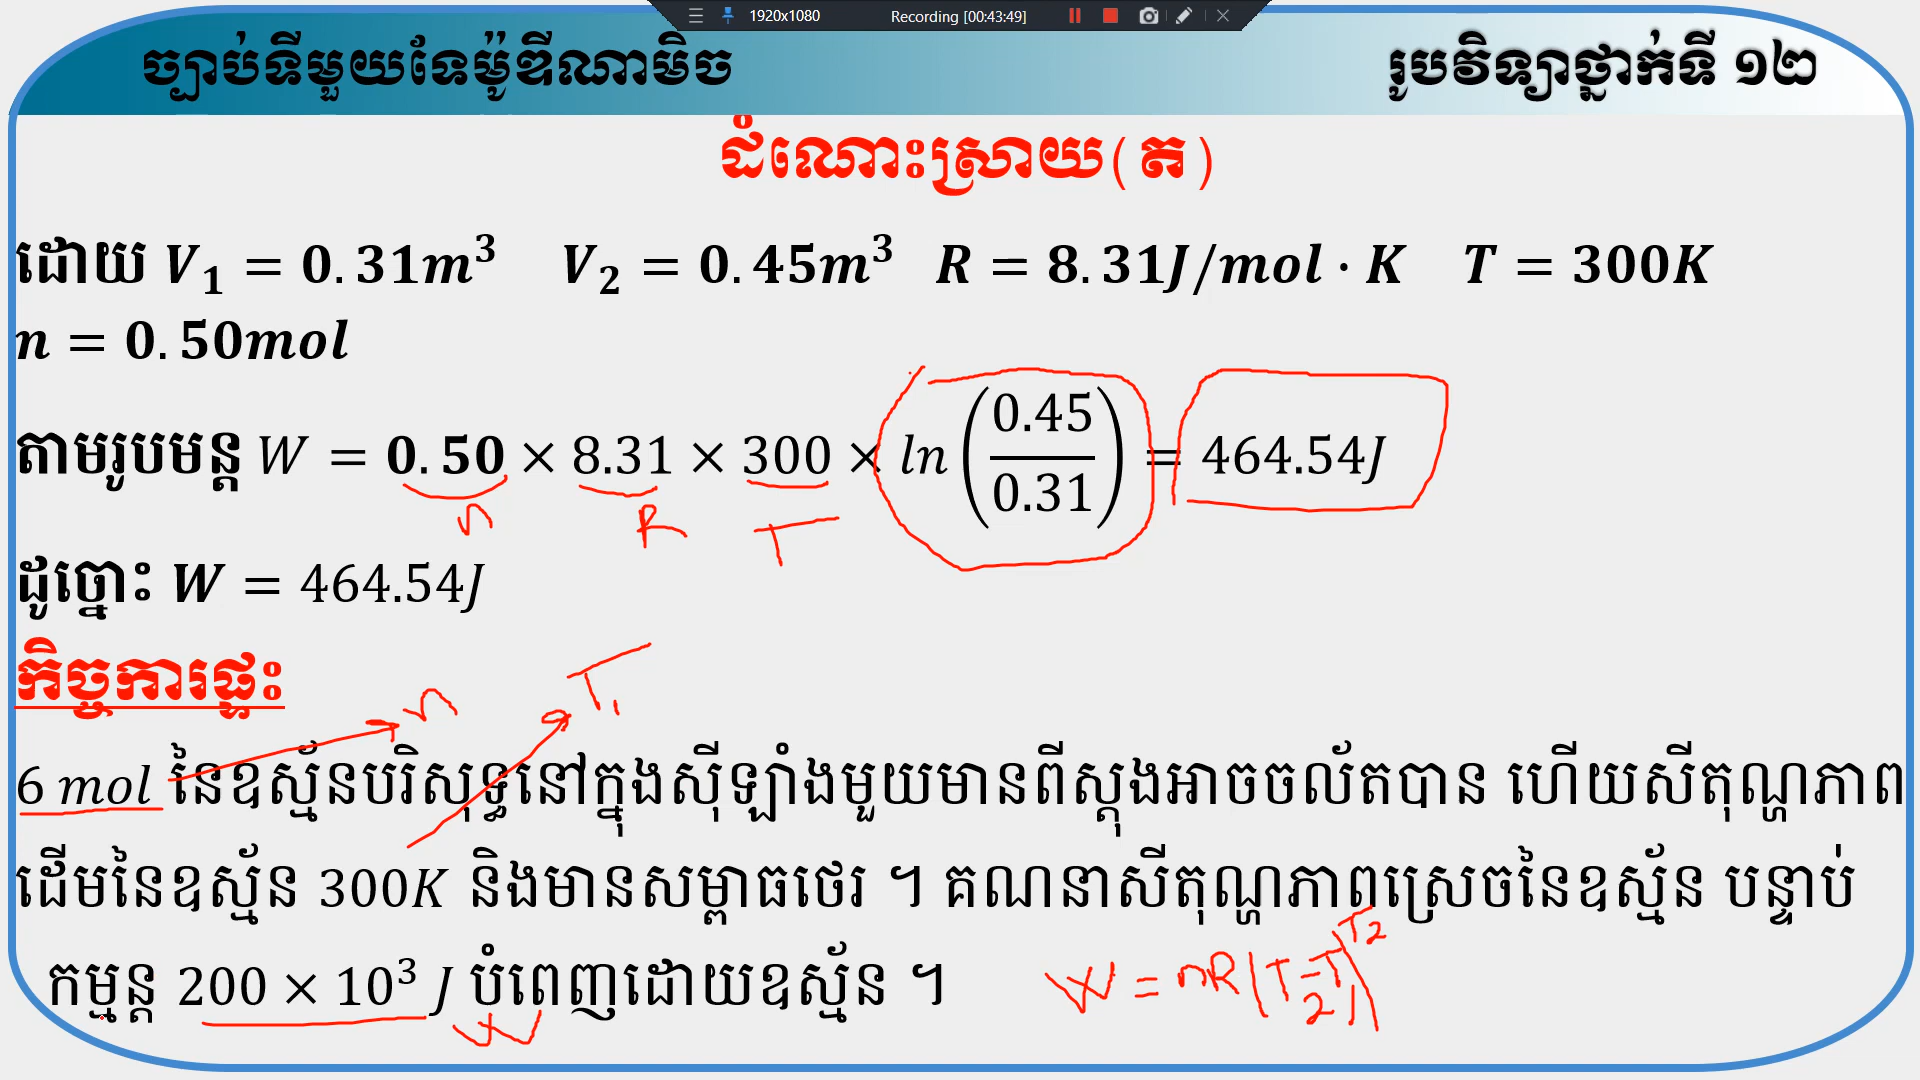 1920x1080 Recording [00:43:49]
ច្បាប់ទីមួយទែម៉ូឌីណាមិច រូបវិទ្យាថ្នាក់ទី ១២
ដំណោះស្រាយ(ត)
ដោយ V₁ = 0.31m³ V₂ = 0.45m³ R = 8.31J/mol · K T = 300K
n = 0.50mol
តាមរូបមន្ត W = 0.50 × 8.31 × 300 × ln(0.45/0.31) = 464.54J
n R T
ដូច្នោះ W = 464.54J
កិច្ចការផ្ទះ
n T₁
6 mol នៃឧស្ម័នបរិសុទ្ធនៅក្នុងស៊ីឡាំងមួយមានពីស្តុងអាចចល័តបាន ហើយសីតុណ្ហភាព
ដើមនៃឧស្ម័ន 300K និងមានសម្ពាធថេរ ។ គណនាសីតុណ្ហភាពស្រេចនៃឧស្ម័ន បន្ទាប់
T₂
កម្មន្ត 200 × 10³ J បំពេញដោយឧស្ម័ន ។ W = nR(T₂ - T₁)
W